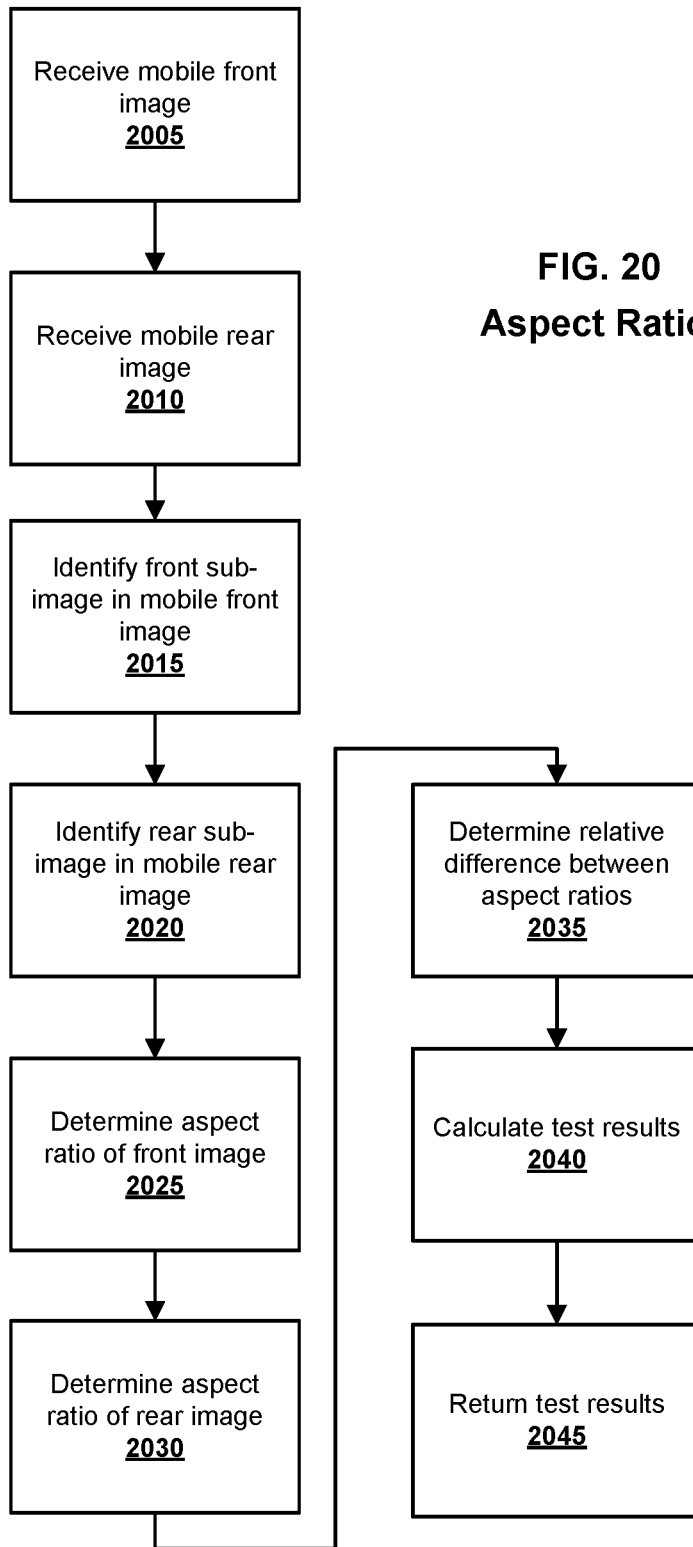 Receive mobile front
image
2005
Receive mobile rear
image
2010
Identify front sub-
image in mobile front
image
2015
Identify rear sub-
image in mobile rear
image
2020
Determine aspect
ratio of front image
2025
Determine aspect
ratio of rear image
2030
FIG. 20
Aspect Ratio
Determine relative
difference between
aspect ratios
2035
Calculate test results
2040
Return test results
2045